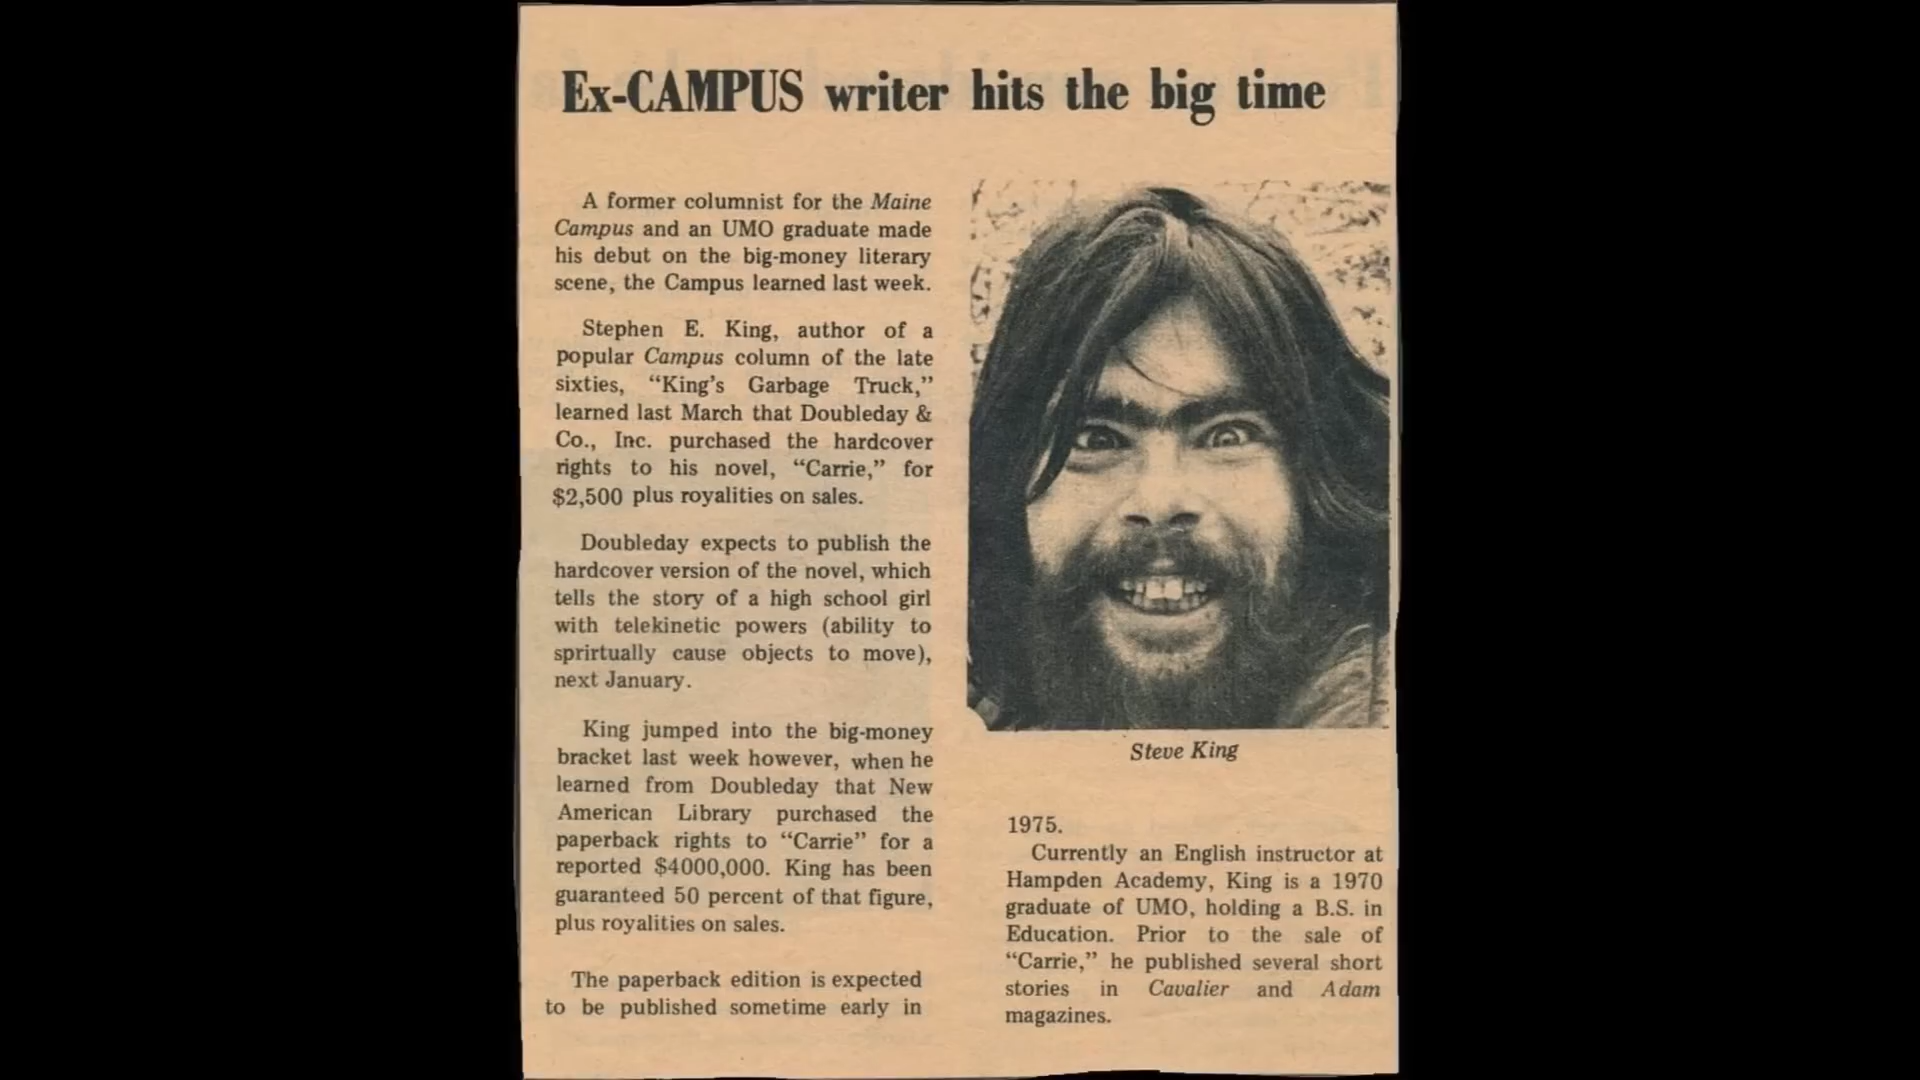 Ex-CAMPUS writer hits the big time
A former columnist for the Maine
Campus and an UMO graduate made
his debut on the big-money literary
scene, the Campus learned last week.
Stephen E. King, author of a
popular Campus column of the late
sixties, “King’s Garbage Truck,”
learned last March that Doubleday &
Co., Inc. purchased the hardcover
rights to his novel, “Carrie,” for
$2,500 plus royalities on sales.
Doubleday expects to publish the
hardcover version of the novel, which
tells the story of a high school girl
with telekinetic powers (ability to
sprirtually cause objects to move),
next January.
King jumped into the big-money
bracket last week however, when he
learned from Doubleday that New
American Library purchased the
paperback rights to “Carrie” for a
reported $4000,000. King has been
guaranteed 50 percent of that figure,
plus royalities on sales.
The paperback edition is expected
to be published sometime early in
Steve King
1975.
Currently an English instructor at
Hampden Academy, King is a 1970
graduate of UMO, holding a B.S. in
Education. Prior to the sale of
“Carrie,” he published several short
stories in Cavalier and Adam
magazines.